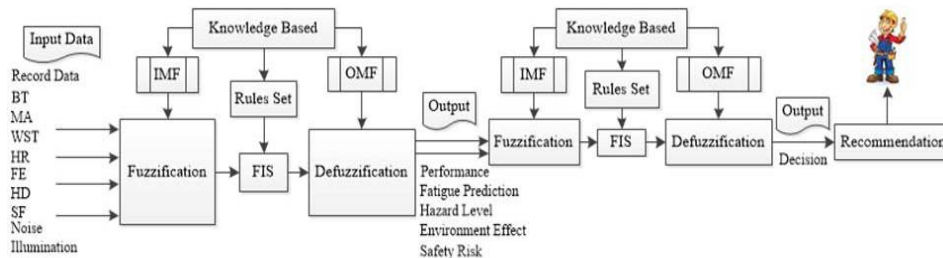 Input Data
Record Data
BT
MA
WST
HR
FE
HD
SF
Noise
Illumination
Knowledge Based
IMF
Rules Set
OMF
Fuzzification
FIS
Defuzzification
Output
Performance
Fatigue Prediction
Hazard Level
Environment Effect
Safety Risk
Knowledge Based
IMF
Rules Set
OMF
Fuzzification
FIS
Defuzzification
Output
Decision
Recommendation